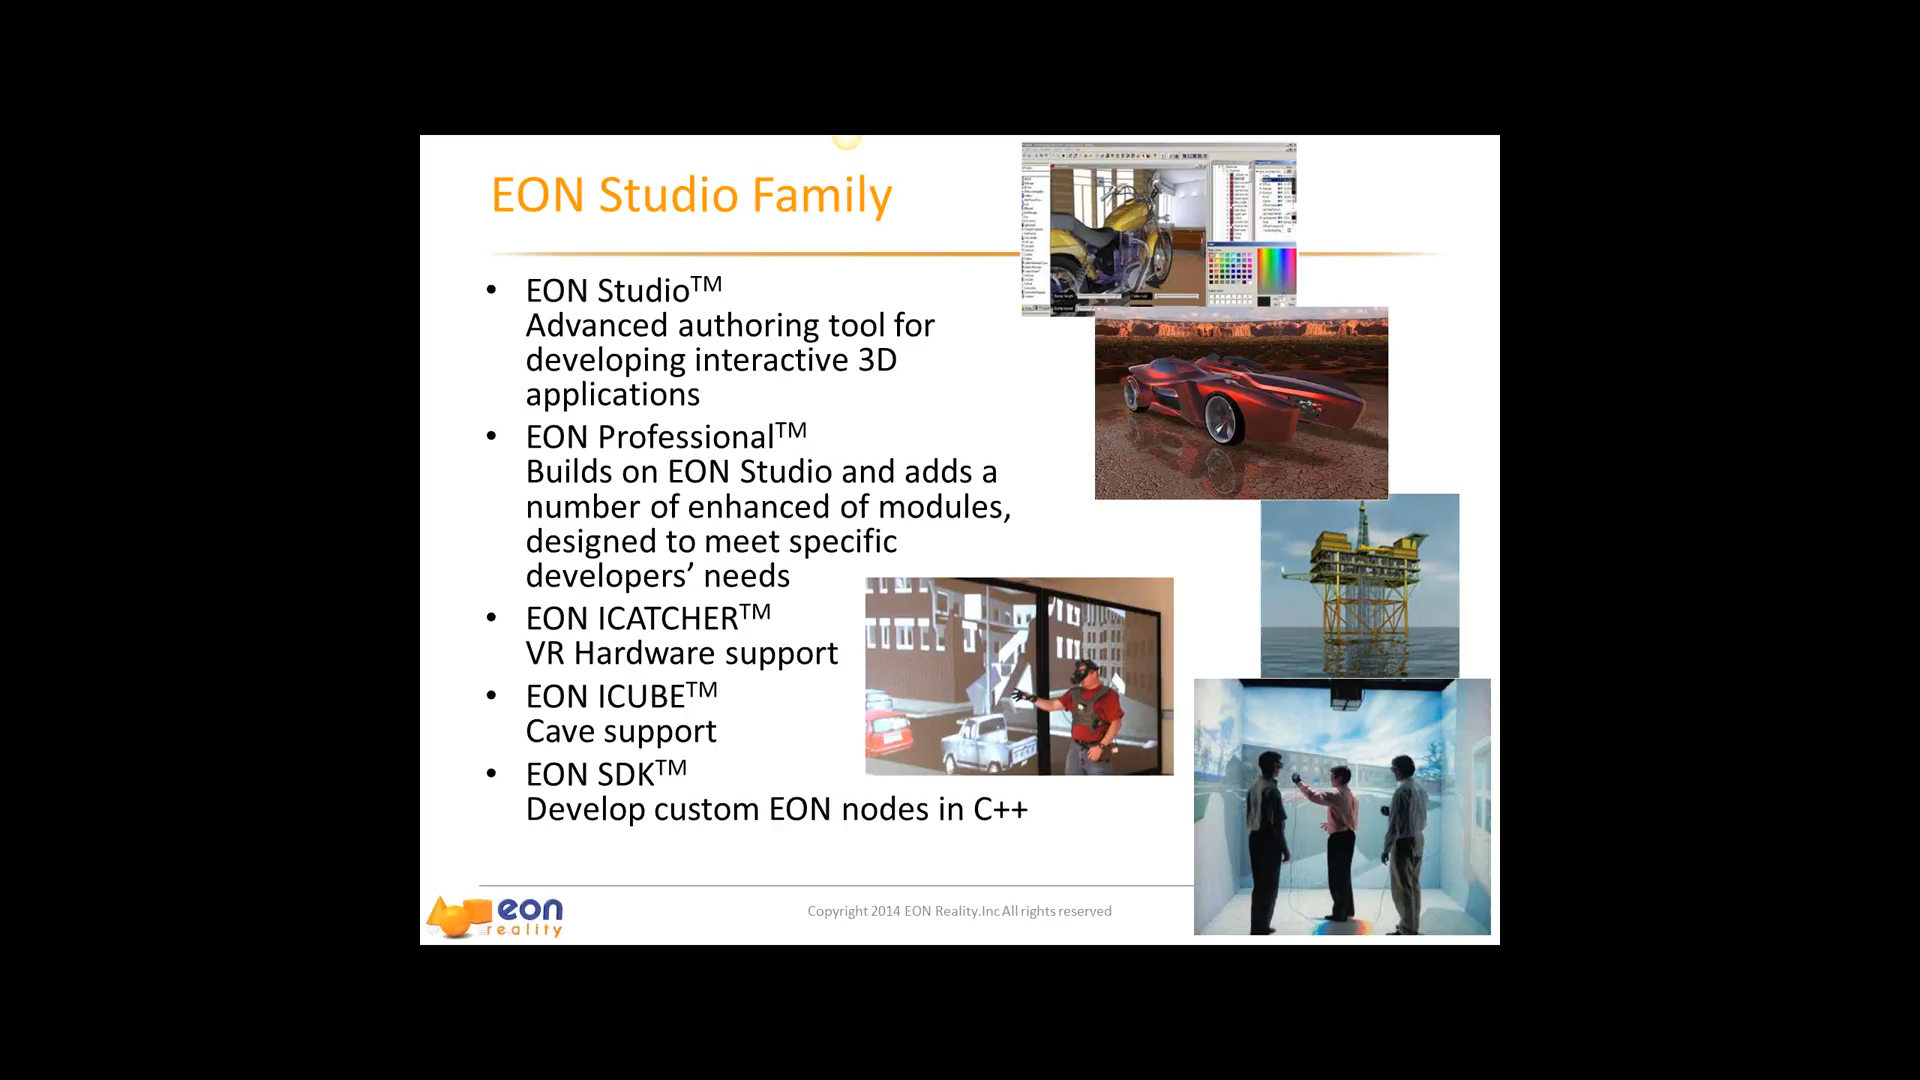 EON Studio Family
• EON Studio™
Advanced authoring tool for
developing interactive 3D
applications
• EON Professional™
Builds on EON Studio and adds a
number of enhanced of modules,
designed to meet specific
developers’ needs
• EON ICATCHER™
VR Hardware support
• EON ICUBE™
Cave support
• EON SDK™
Develop custom EON nodes in C++
eon
reality
Copyright 2014 EON Reality.Inc All rights reserved